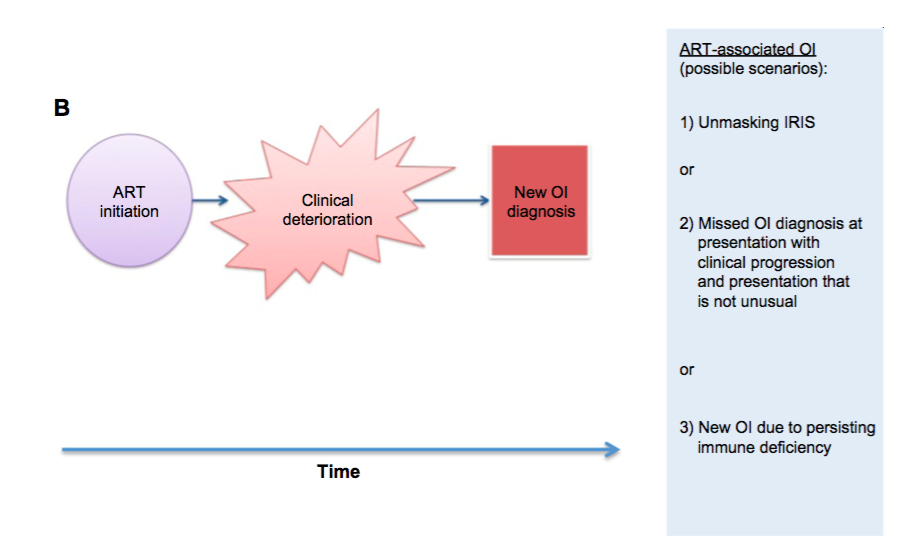 B
ART
initiation
Clinical
deterioration
New OI
diagnosis
Time
ART-associated OI
(possible scenarios):
1) Unmasking IRIS
or
2) Missed OI diagnosis at
presentation with
clinical progression
and presentation that
is not unusual
or
3) New OI due to persisting
immune deficiency